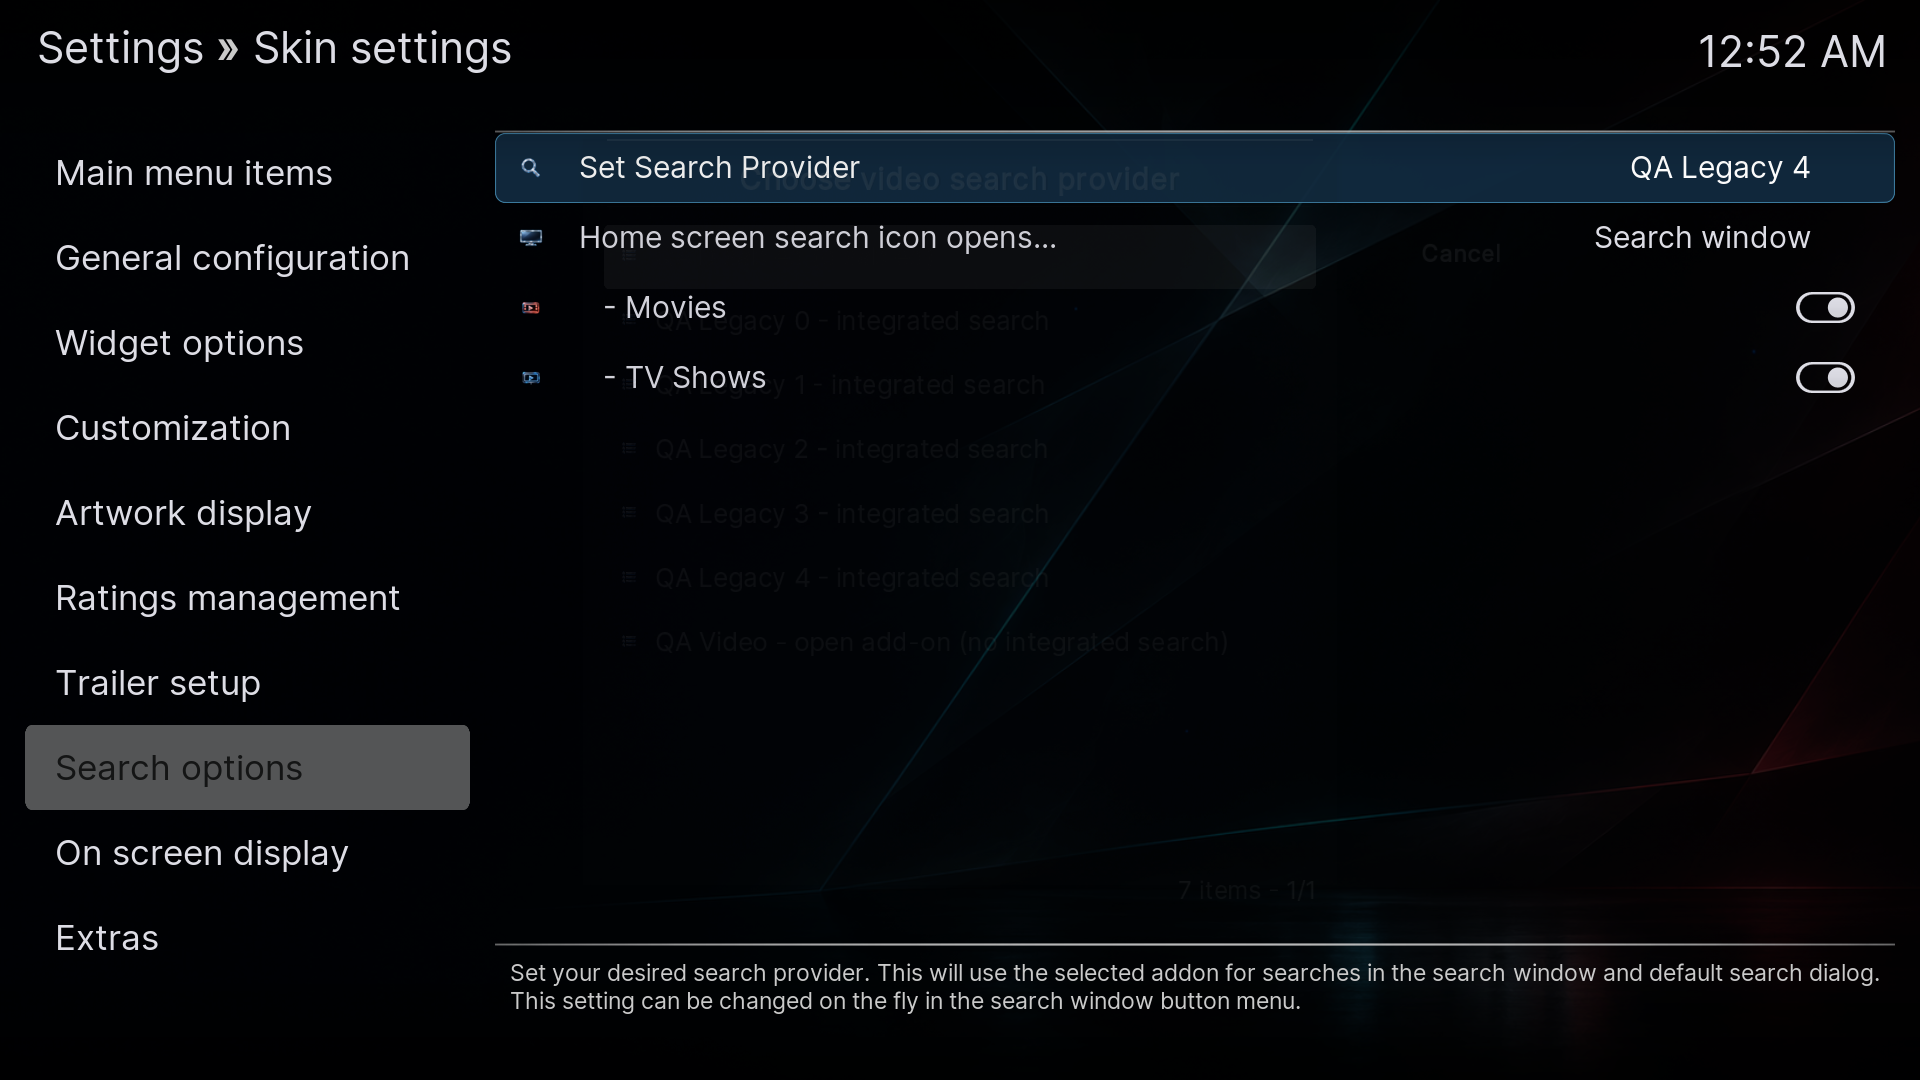 Settings » Skin settings
12:52 AM
Main menu items
General configuration
Widget options
Customization
Artwork display
Ratings management
Trailer setup
Search options
On screen display
Extras
Set Search Provider
QA Legacy 4
Choose video search provider
Home screen search icon opens...
Search window
Cancel
- Movies
QA Legacy 0 - integrated search
- TV Shows
QA Legacy 1 - integrated search
QA Legacy 2 - integrated search
QA Legacy 3 - integrated search
QA Legacy 4 - integrated search
QA Video - open add-on (no integrated search)
7 items - 1/1
Set your desired search provider. This will use the selected addon for searches in the search window and default search dialog.
This setting can be changed on the fly in the search window button menu.